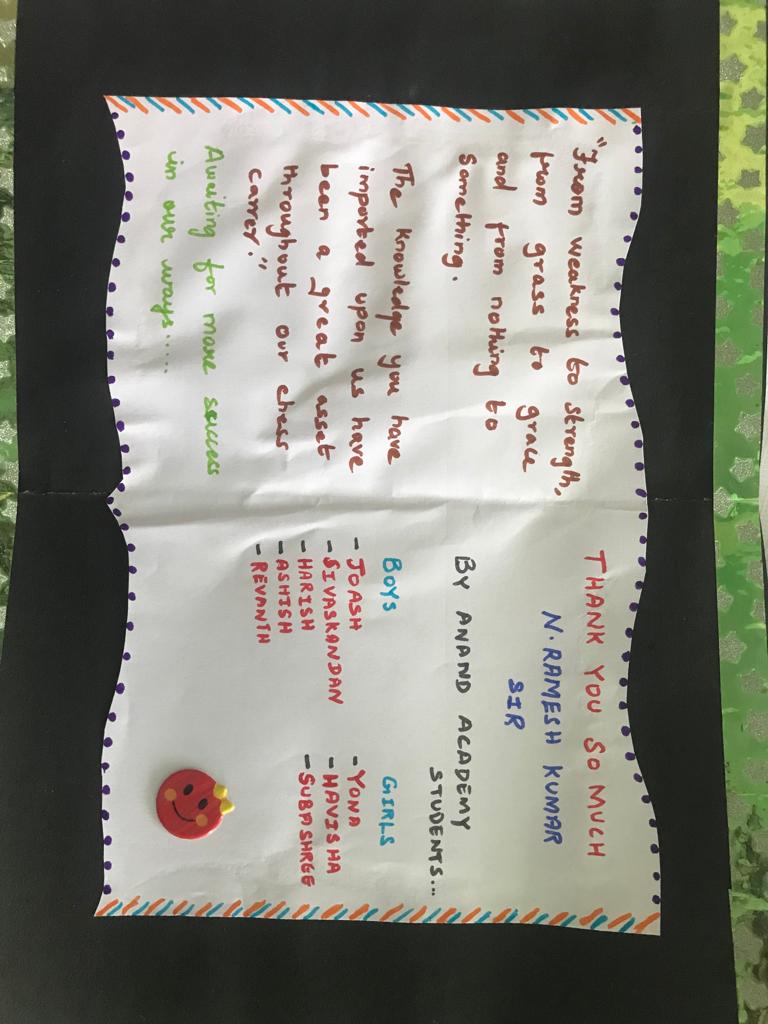 "From weakness to strength,
from grass to grace
and from nothing to
something.
The knowledge you have
imparted upon us have
been a great asset
throughout our chess
carrer."
Awaiting for more success
in our ways.....
THANK YOU SO MUCH
N. RAMESH KUMAR
SIR
BY ANAND ACADEMY
STUDENTS...
BOYS
- JOASH
- SIVASKANDAN
- HARISH
- ASHISH
- REVANTH
GIRLS
- YONA
- HAVISHA
- SUBASHREE